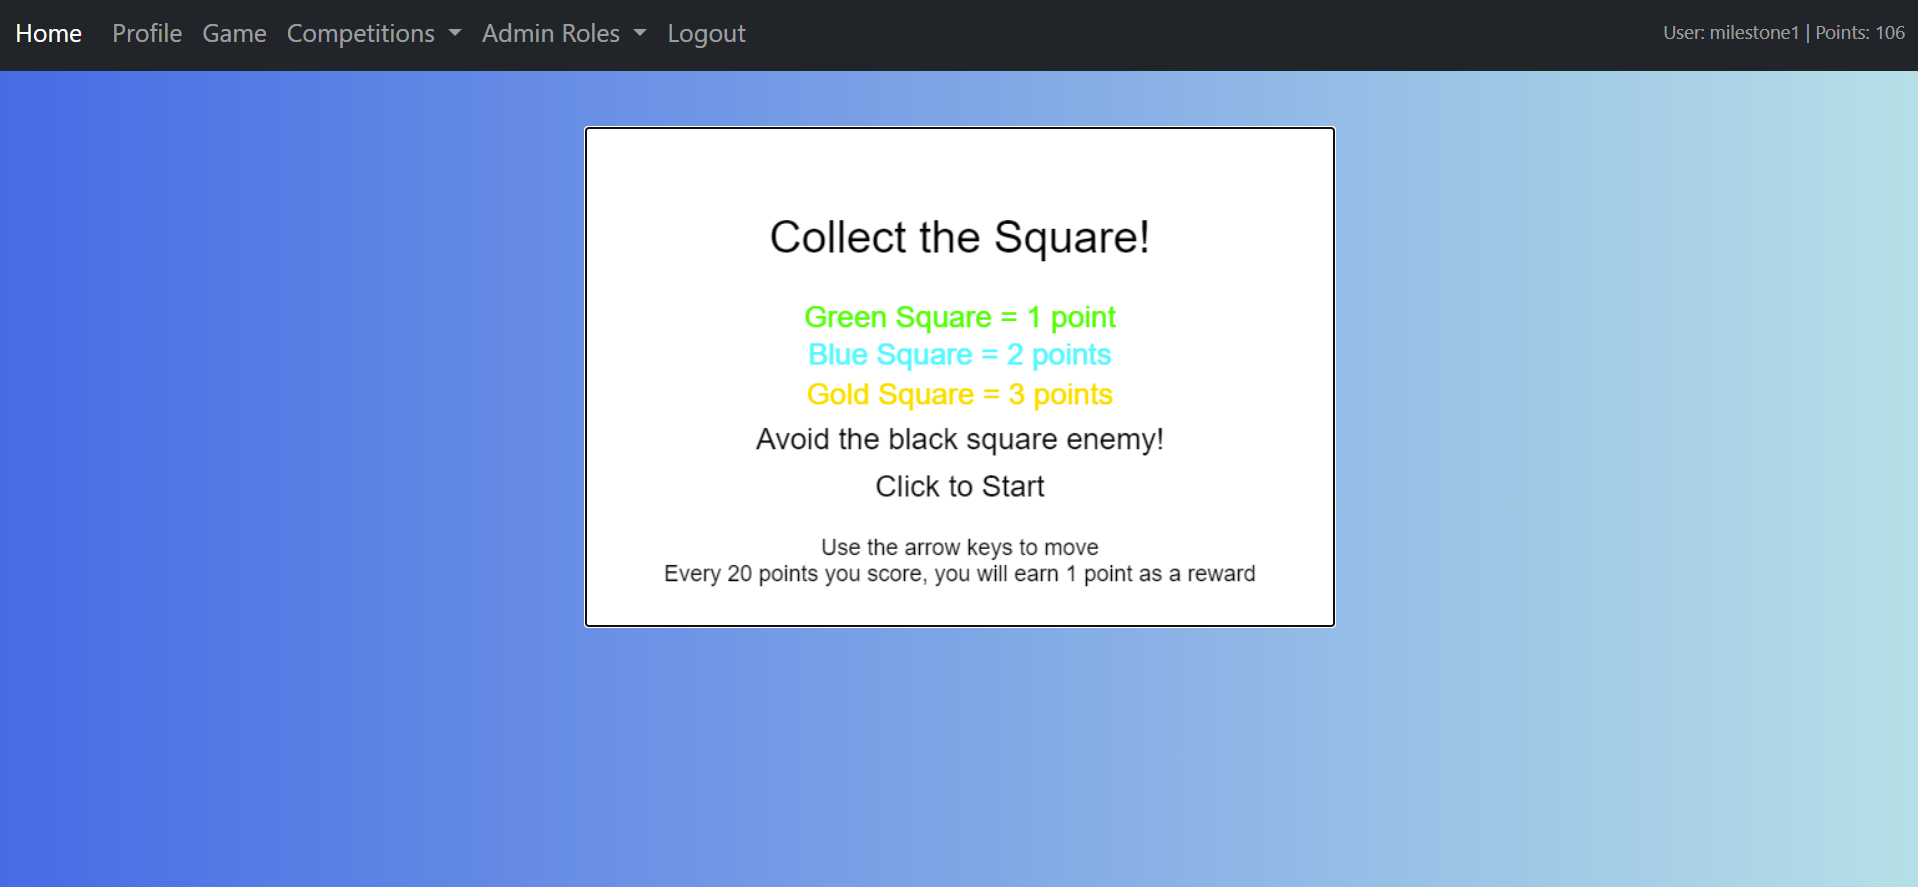 Home Profile Game Competitions Admin Roles Logout User: milestone1 | Points: 106
Collect the Square!
Green Square = 1 point
Blue Square = 2 points
Gold Square = 3 points
Avoid the black square enemy!
Click to Start
Use the arrow keys to move
Every 20 points you score, you will earn 1 point as a reward